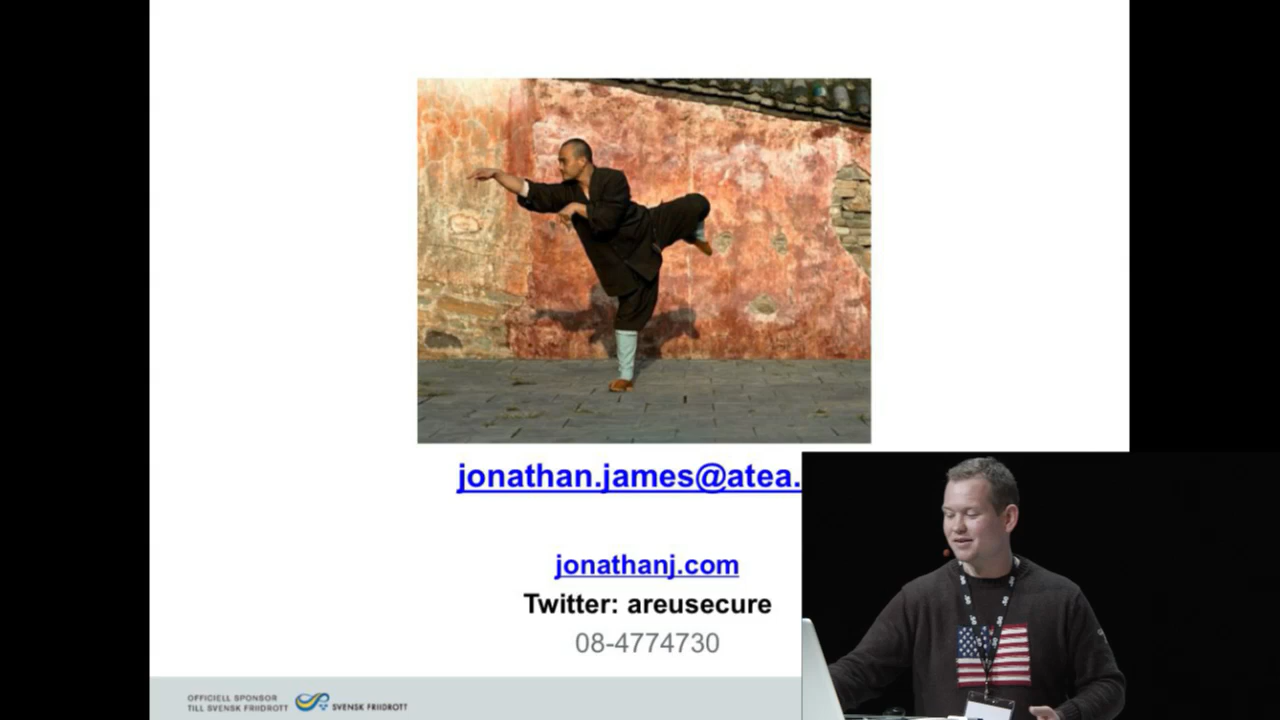 jonathan.james@atea.
jonathanj.com
Twitter: areusecure
08-4774730
OFFICIELL SPONSOR
TILL SVENSK FRIIDROTT
SVENSK FRIIDROTT